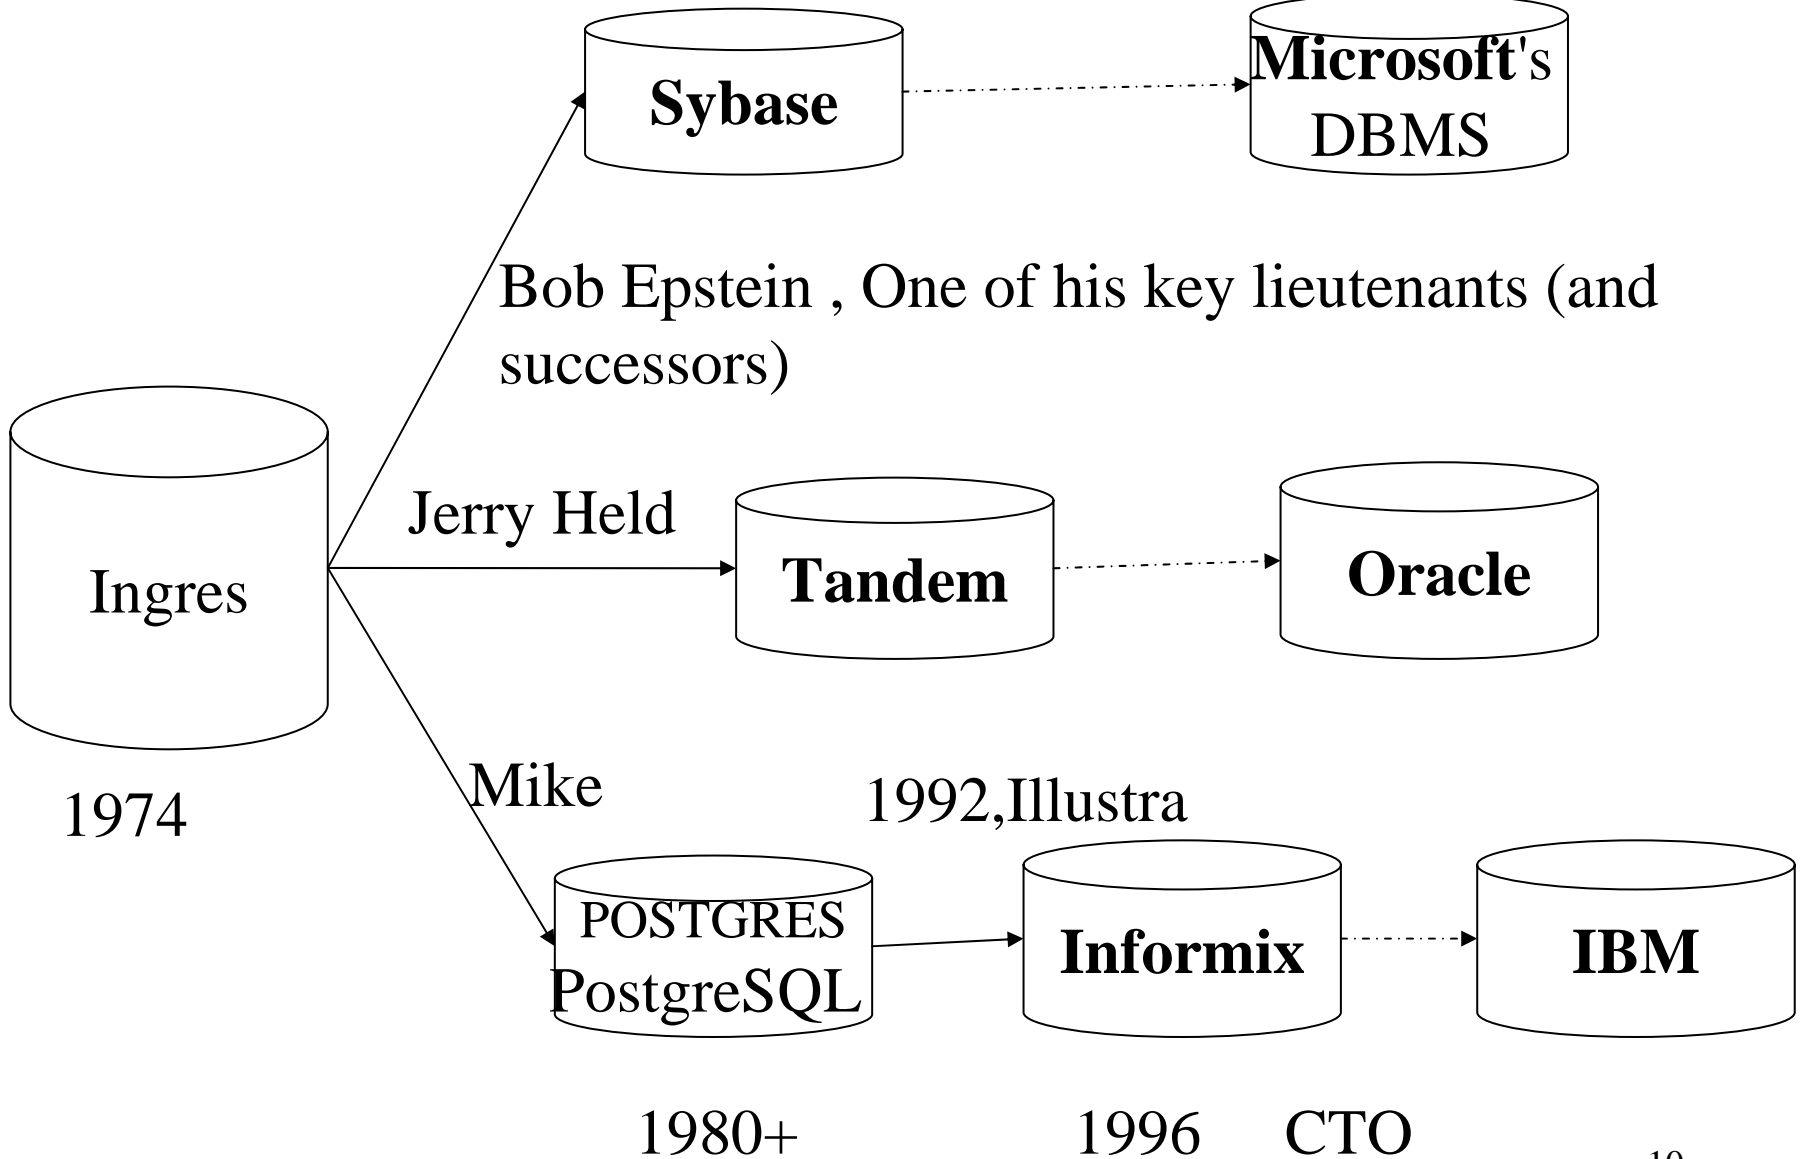 Sybase
Microsoft's
DBMS
Bob Epstein , One of his key lieutenants (and
successors)
Jerry Held
Tandem
Oracle
Ingres
1974
Mike
1992,Illustra
POSTGRES
PostgreSQL
Informix
IBM
1980+
1996
CTO